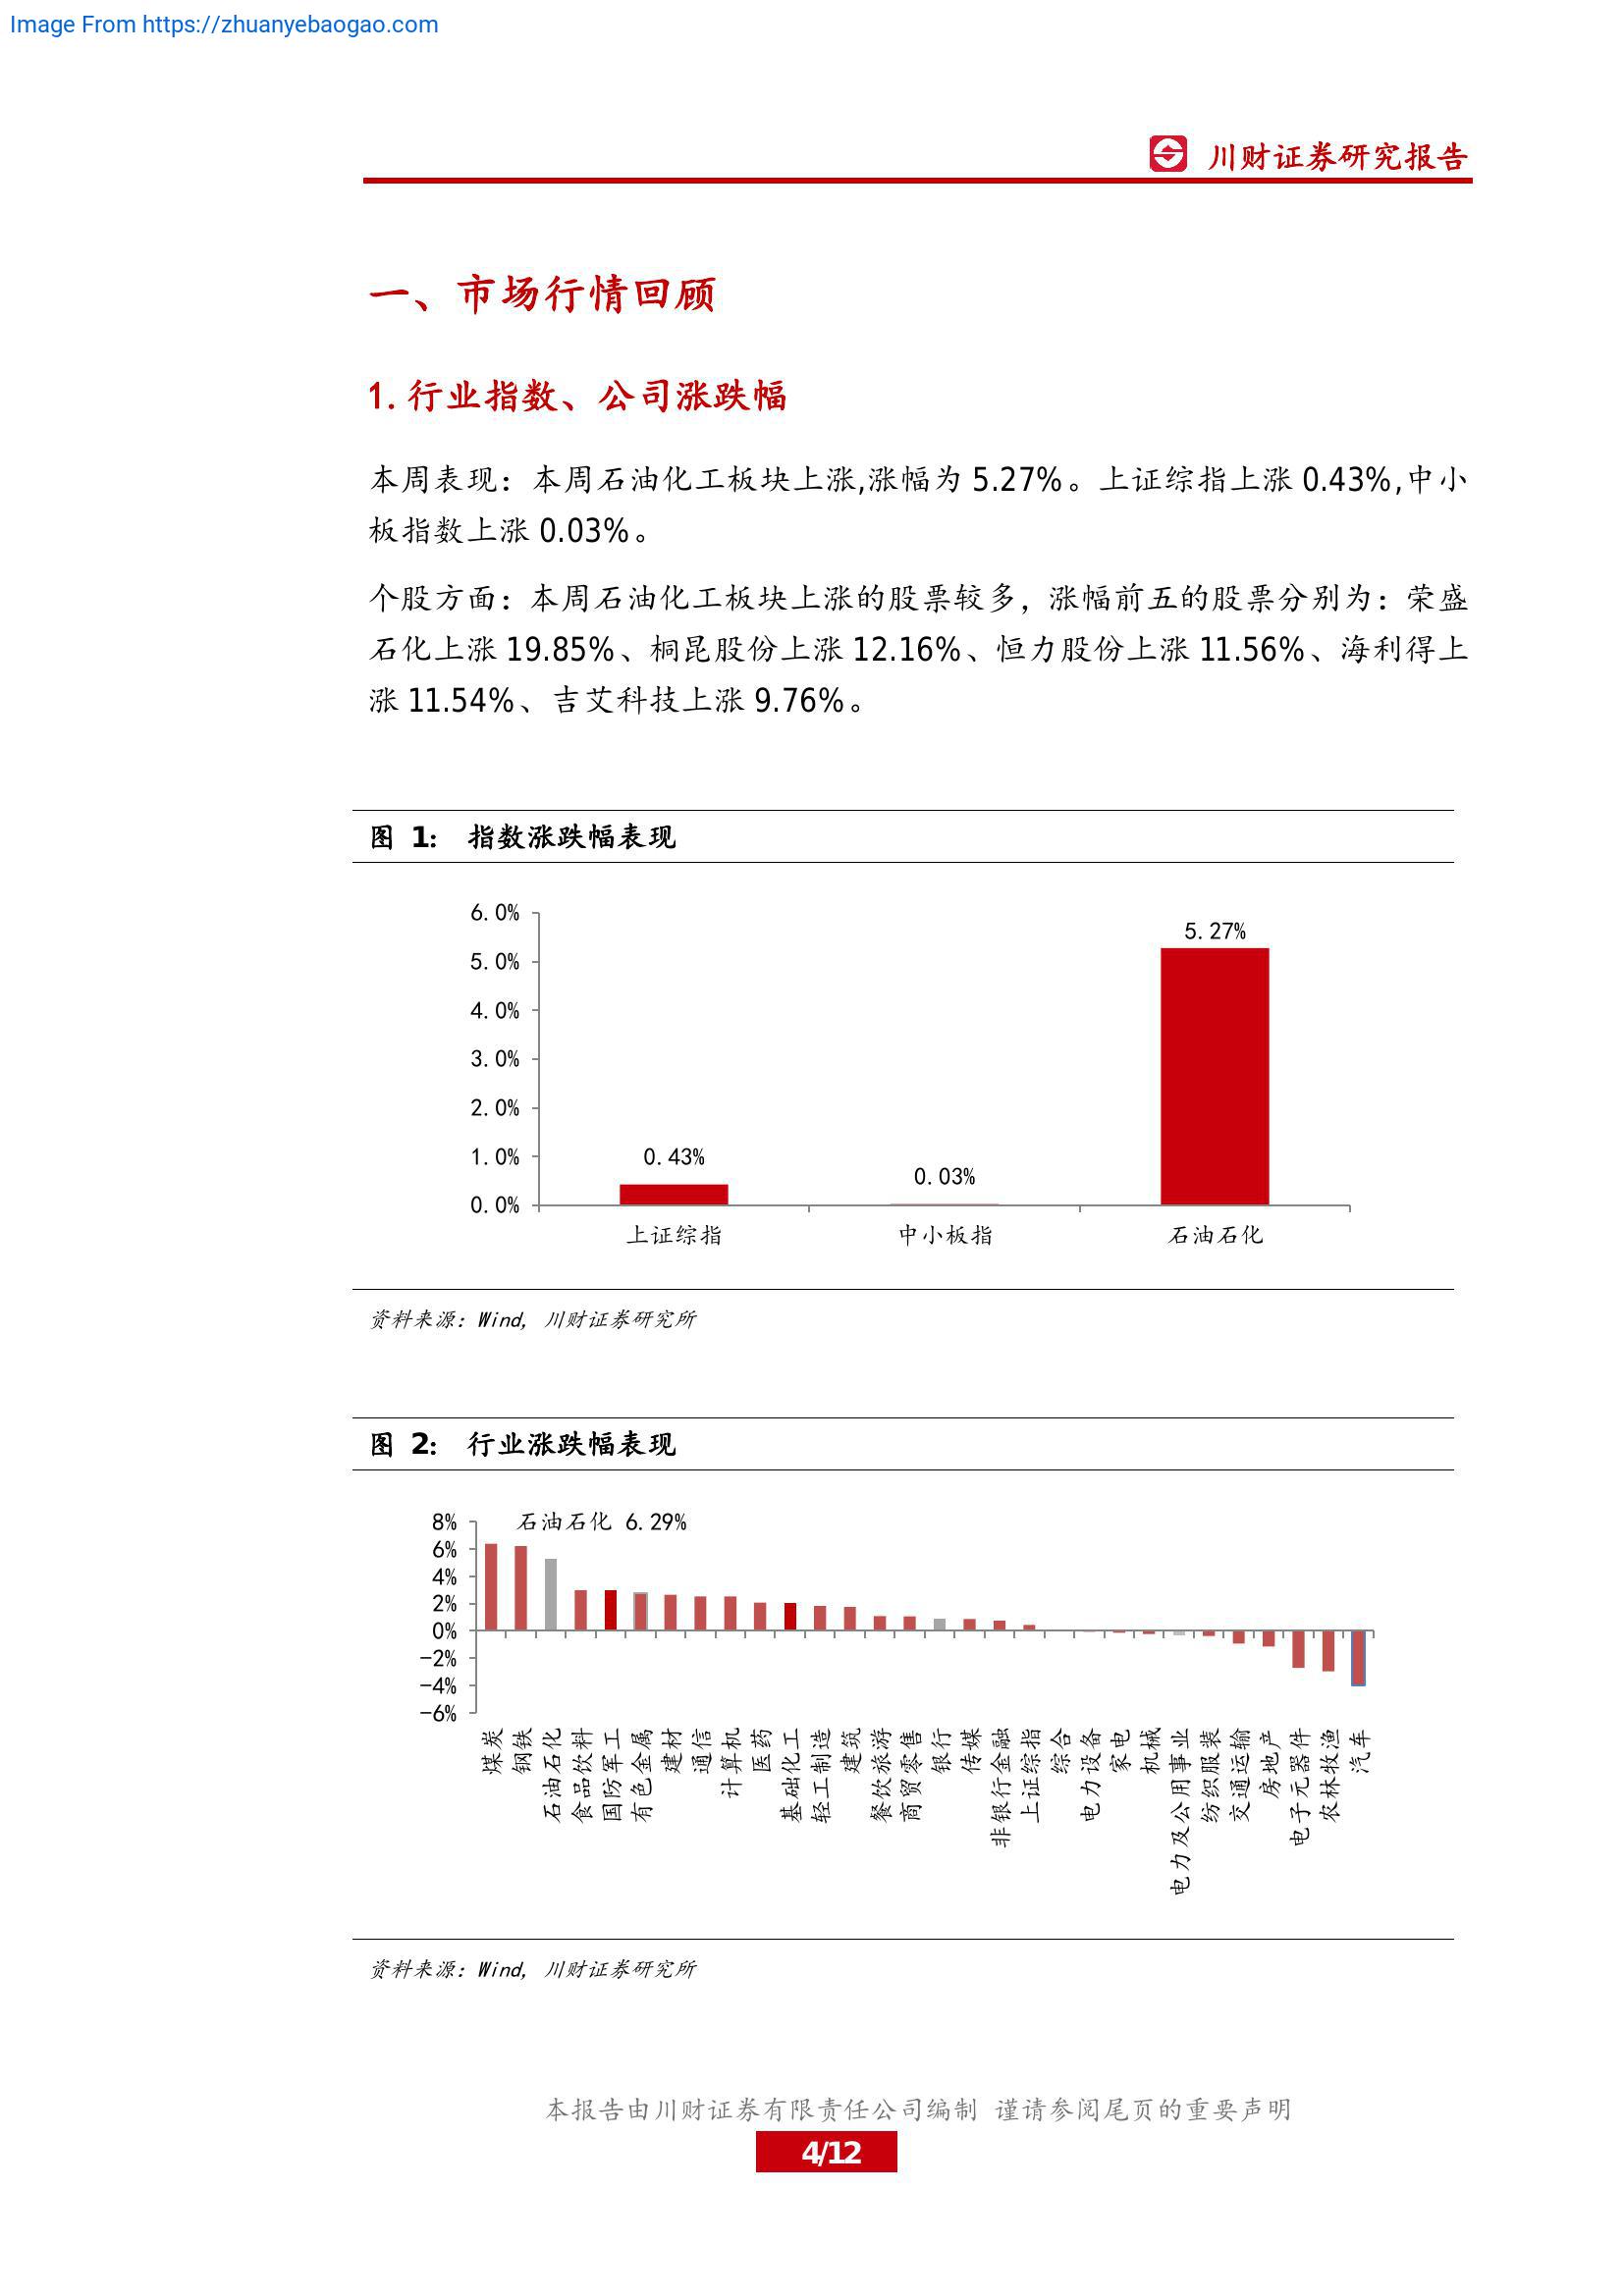 Image From https://zhuanyebaogao.com
川财证券研究报告
一、市场行情回顾
1.行业指数、公司涨跌幅
本周表现：本周石油化工板块上涨,涨幅为 5.27%。上证综指上涨 0.43%,中小
板指数上涨 0.03%。
个股方面：本周石油化工板块上涨的股票较多，涨幅前五的股票分别为：荣盛
石化上涨 19.85%、桐昆股份上涨 12.16%、恒力股份上涨 11.56%、海利得上
涨 11.54%、吉艾科技上涨 9.76%。
图 1： 指数涨跌幅表现
6.0%
5.0%
4.0%
3.0%
2.0%
1.0%
0.0%
0.43%
0.03%
5.27%
上证综指
中小板指
石油石化
资料来源：Wind, 川财证券研究所
图 2： 行业涨跌幅表现
石油石化 6.29%
8%
6%
4%
2%
0%
-2%
-4%
-6%
煤炭
钢铁
石油石化
食品饮料
国防军工
有色金属
建材
通信
计算机
医药
基础化工
轻工制造
建筑
餐饮旅游
商贸零售
银行
传媒
非银行金融
上证综指
综合
电力设备
家电
机械
电力及公用事业
纺织服装
交通运输
房地产
电子元器件
农林牧渔
汽车
资料来源：Wind, 川财证券研究所
本报告由川财证券有限责任公司编制 谨请参阅尾页的重要声明
4/12